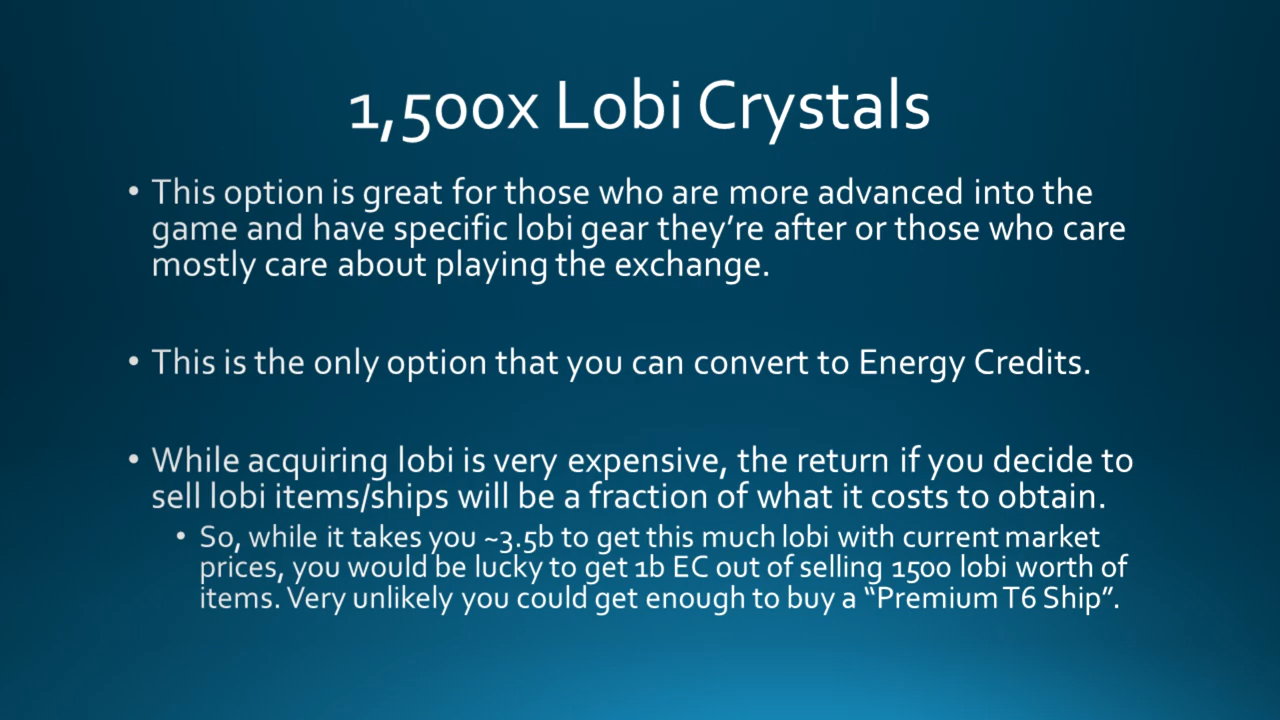 1,500x Lobi Crystals
• This option is great for those who are more advanced into the
game and have specific lobi gear they’re after or those who care
mostly care about playing the exchange.
• This is the only option that you can convert to Energy Credits.
• While acquiring lobi is very expensive, the return if you decide to
sell lobi items/ships will be a fraction of what it costs to obtain.
• So, while it takes you ~3.5b to get this much lobi with current market
prices, you would be lucky to get 1b EC out of selling 1500 lobi worth of
items. Very unlikely you could get enough to buy a “Premium T6 Ship”.